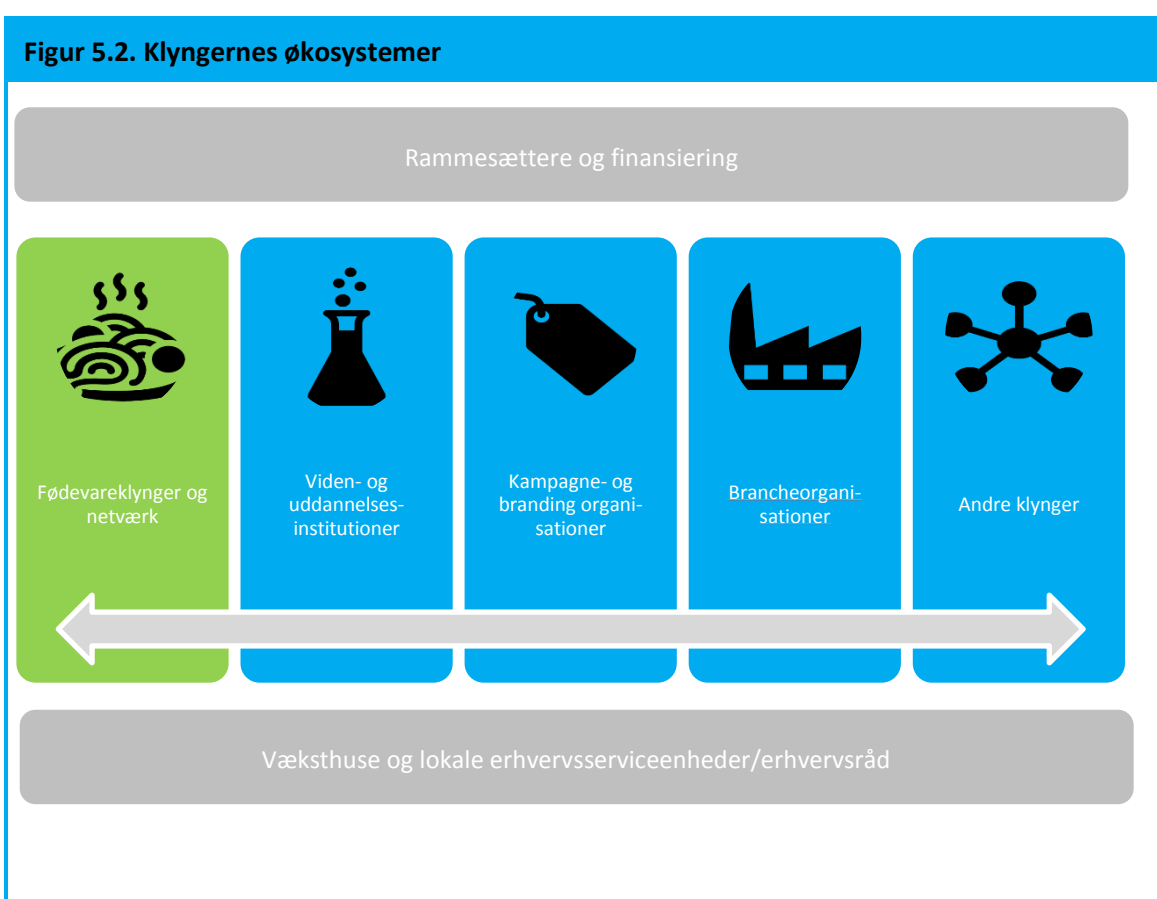 Figur 5.2. Klyngernes økosystemer
Rammesættere og finansiering
Fødevareklynger og
netværk
Viden- og
uddannelses-
institutioner
Kampagne- og
branding organi-
sationer
Brancheorgani-
sationer
Andre klynger
Væksthuse og lokale erhvervsserviceenheder/erhvervsråd